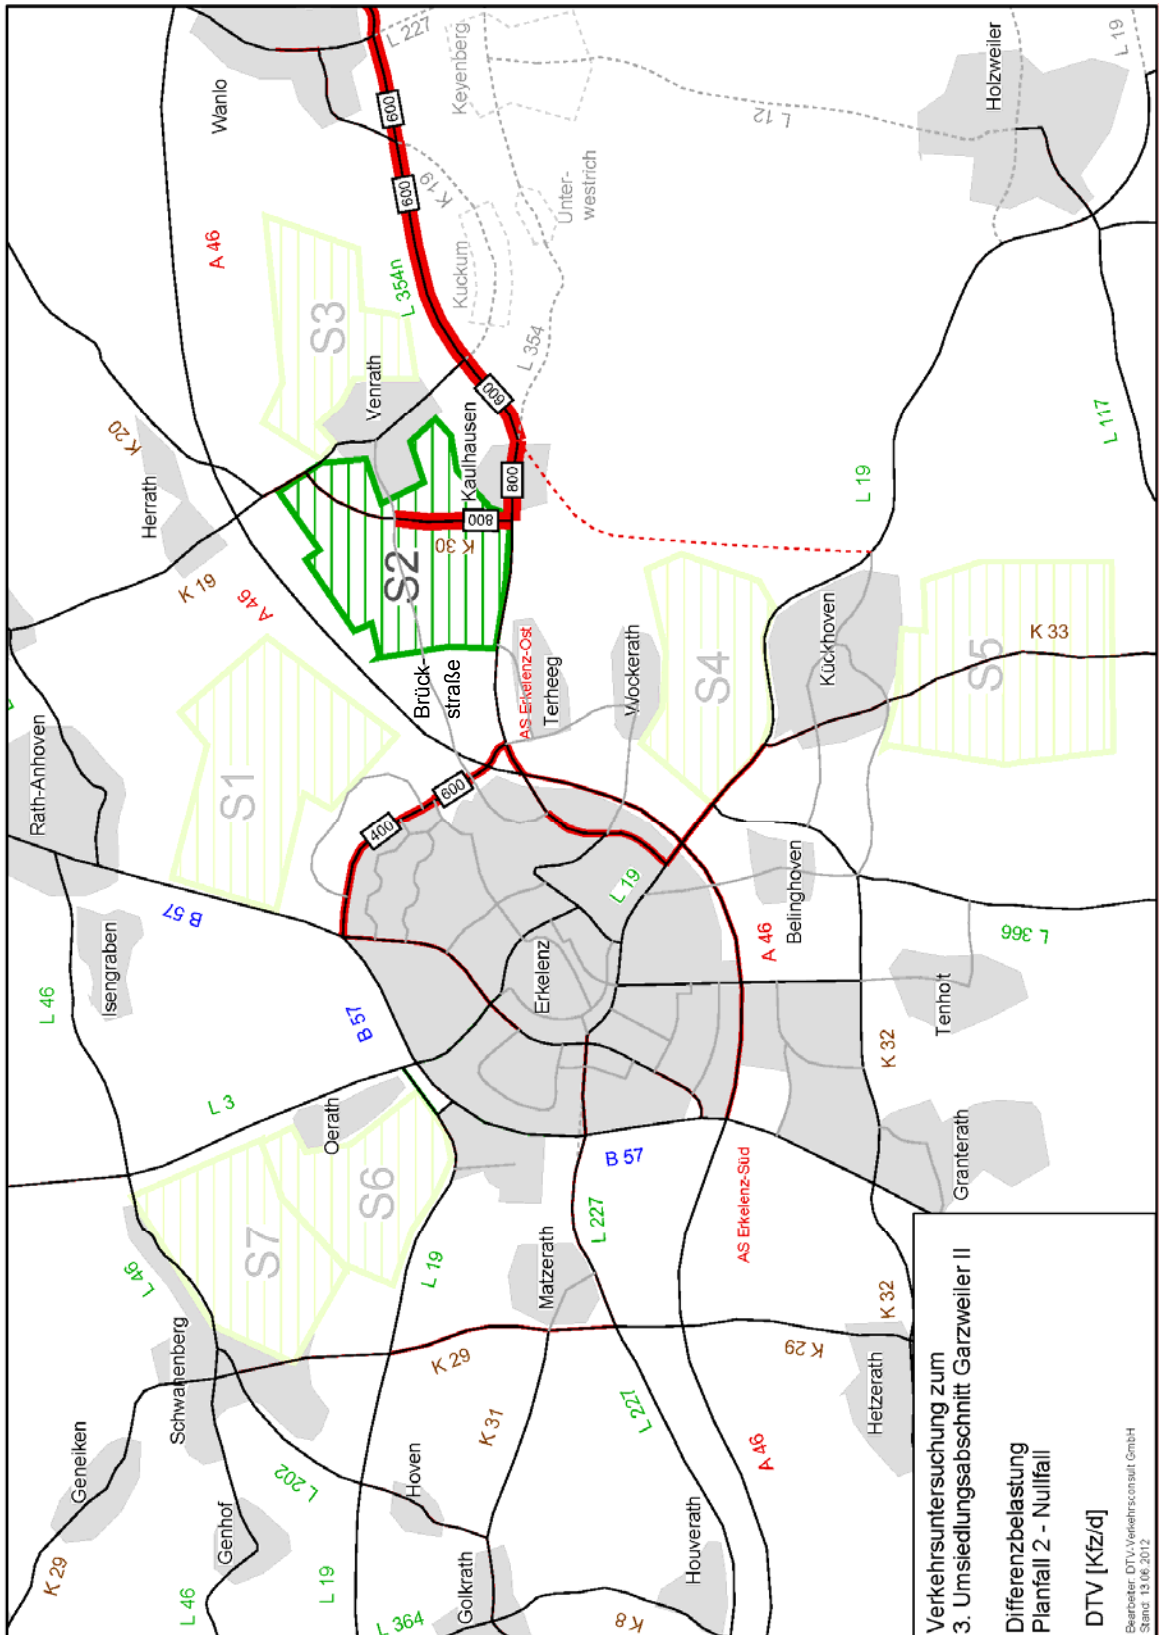 Verkehrsuntersuchung zum
3. Umsiedlungsabschnitt Garzweiler II
Differenzbelastung
Planfall 2 - Nullfall
DTV [Kfz/d]
Bearbeiter: DTV-Verkehrsconsult GmbH
Stand: 13.06.2012
K 29
Geneiken
L 46
Genhof
Schwanenberg
L 46
L 202
L 19
L 364
Golkrath
Hoven
K 31
K 29
K 8
Houverath
L 227
A 46
Hetzerath
K 29
K 32
Matzerath
L 227
L 19
S7
S6
Oerath
L 3
B 57
AS Erkelenz-Süd
Granterath
K 32
Tenholt
L 366
L 46
Isengraben
B 57
B 57
Erkelenz
A 46
Belinghoven
L 19
Rath-Anhoven
S1
400
600
Brück-
straße
AS Erkelenz-Ost
Terheeg
Wockerath
S4
Kückhoven
S5
K 33
A 46
K 19
Herrath
K 20
S2
K 30
800
800
Kaulhausen
Venrath
S3
600
L 354
L 354n
A 46
Kuckum
K 19
Unter-
westrich
600
600
Wanlo
L 227
Keyenberg
L 12
L 19
L 117
Holzweiler
L 19